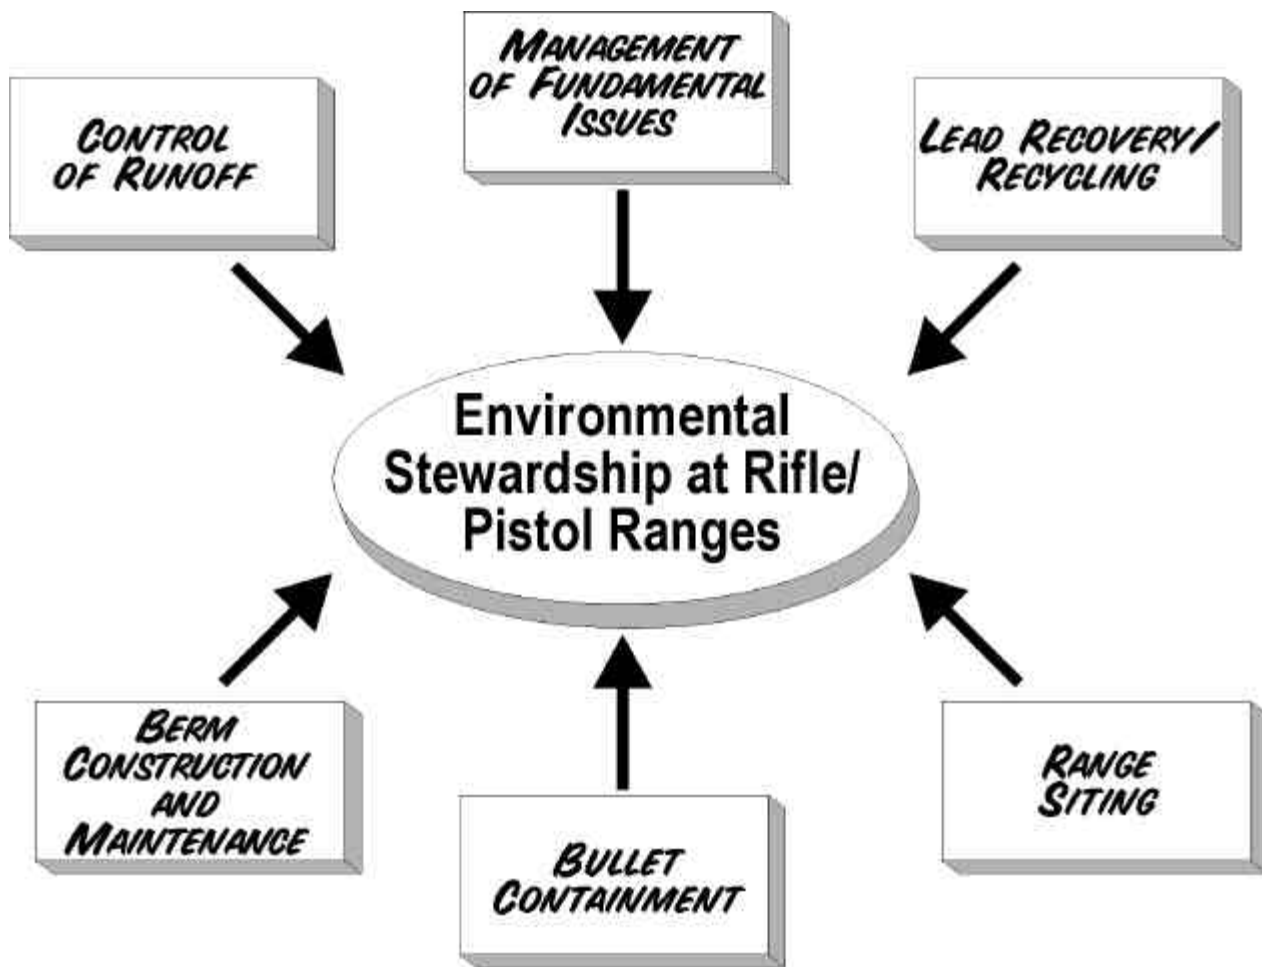 MANAGEMENT
OF FUNDAMENTAL
ISSUES
CONTROL
OF RUNOFF
LEAD RECOVERY/
RECYCLING
Environmental
Stewardship at Rifle/
Pistol Ranges
BERM
CONSTRUCTION
AND
MAINTENANCE
BULLET
CONTAINMENT
RANGE
SITING